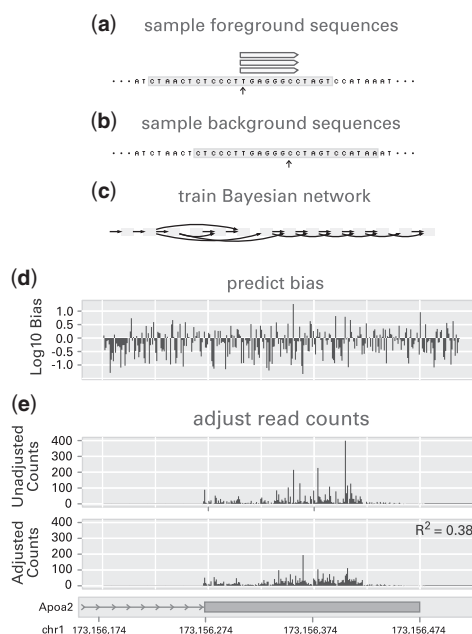 (a) sample foreground sequences
···AT CTAACTCTCCCTTGAGGGCCTAGTCCATAAAT···
(b) sample background sequences
···ATCTAACTCTCCCTTGAGGGCCTAGTCCATAAAT···
(c) train Bayesian network
(d) predict bias
Log10 Bias
1.0
0.5
0.0
-0.5
-1.0
(e) adjust read counts
Unadjusted Counts
400
300
200
100
0
Adjusted Counts
400
300
200
100
0
R² = 0.38
Apoa2
chr1 173,156,174 173,156,274 173,156,374 173,156,474